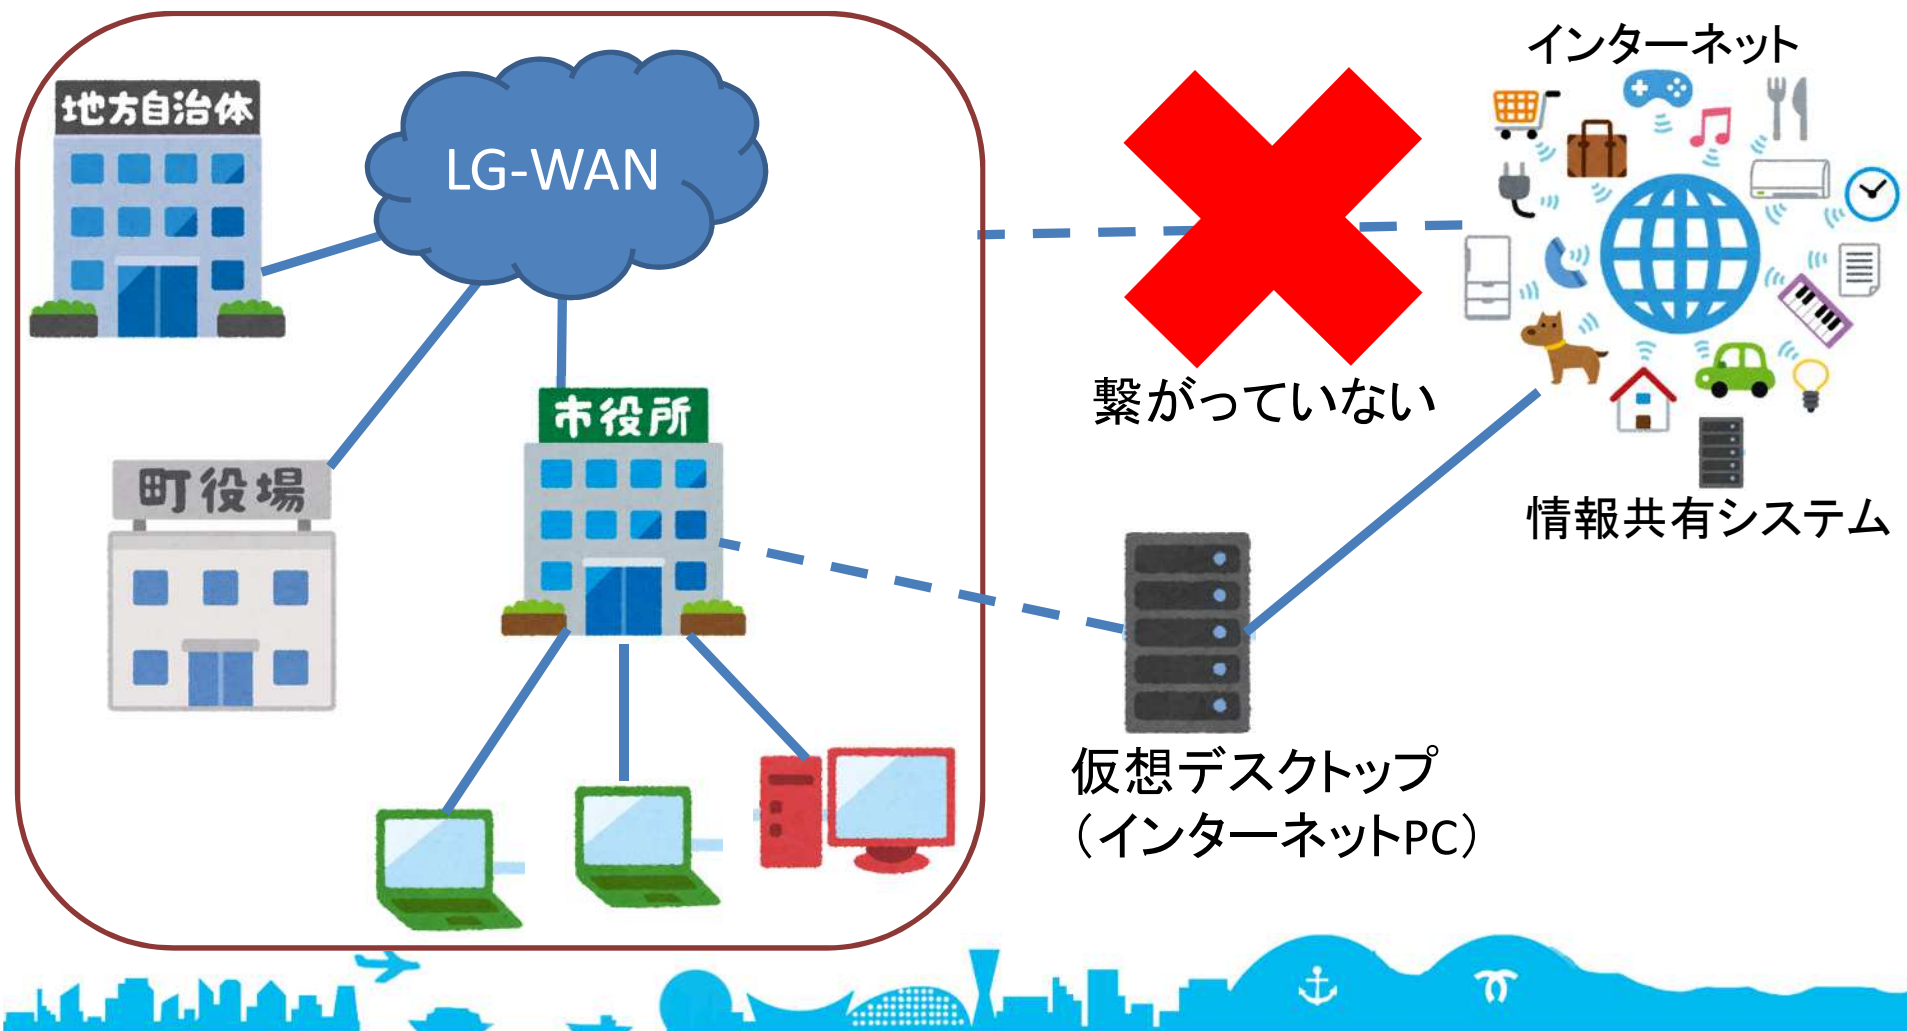 インターネット
地方自治体
LG-WAN
繋がっていない
市役所
町役場
情報共有システム
仮想デスクトップ
（インターネットPC）